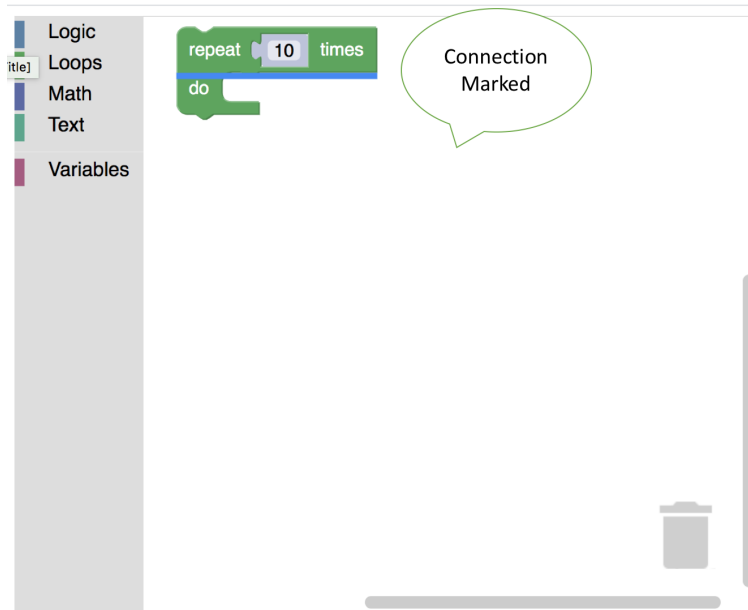 Logic
itle]
Loops
Math
Text
Variables
repeat 10 times
do
Connection
Marked